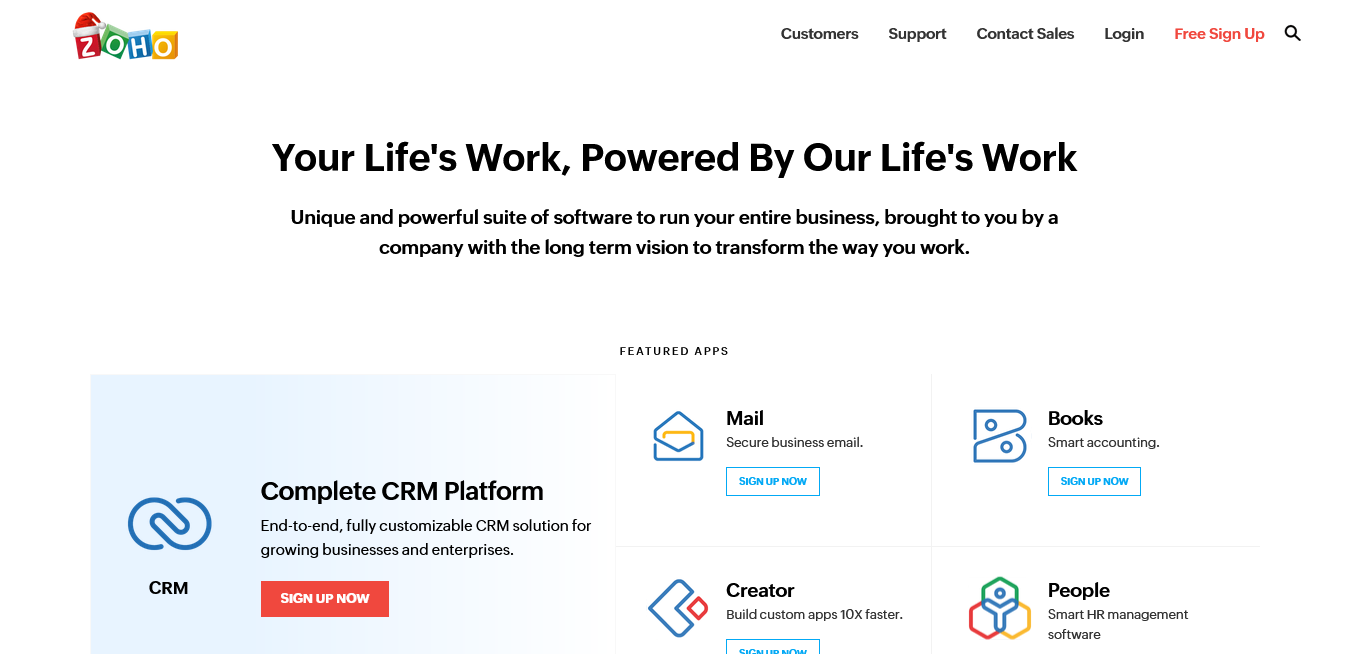 ZOHO
Customers
Support
Contact Sales
Login
Free Sign Up
Your Life's Work, Powered By Our Life's Work
Unique and powerful suite of software to run your entire business, brought to you by a
company with the long term vision to transform the way you work.
FEATURED APPS
CRM
Complete CRM Platform
End-to-end, fully customizable CRM solution for
growing businesses and enterprises.
SIGN UP NOW
Mail
Secure business email.
SIGN UP NOW
Books
Smart accounting.
SIGN UP NOW
Creator
Build custom apps 10X faster.
SIGN UP NOW
People
Smart HR management
software